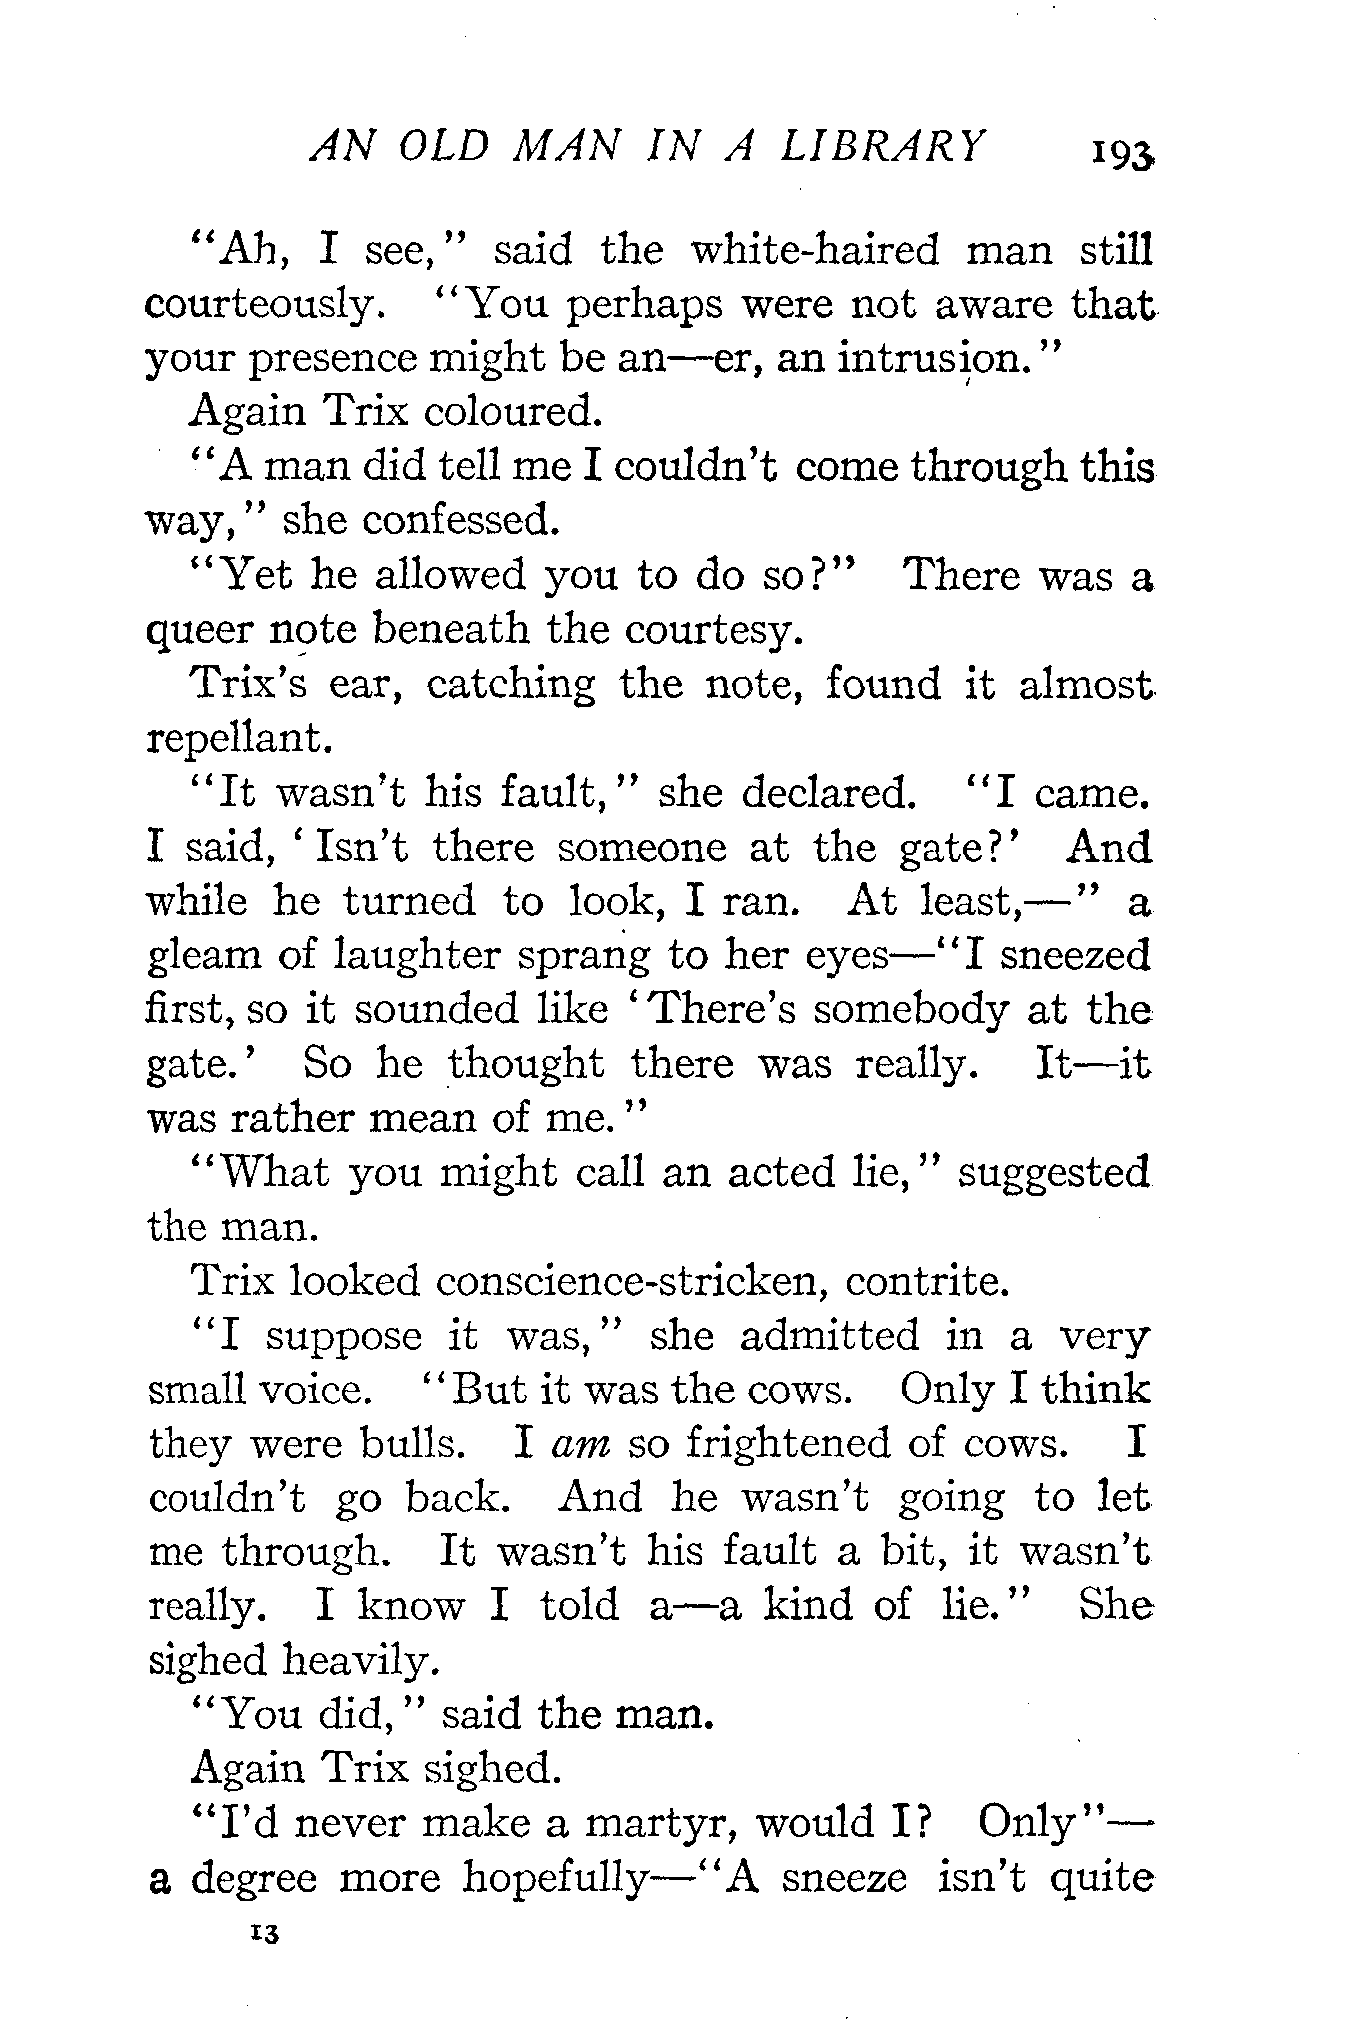 AN OLD MAN IN A LIBRARY 193
“Ah, I see,” said the white-haired man still
courteously. “You perhaps were not aware that
your presence might be an—er, an intrusion.”
Again Trix coloured.
“A man did tell me I couldn’t come through this
way,” she confessed.
“Yet he allowed you to do so?” There was a
queer note beneath the courtesy.
Trix’s ear, catching the note, found it almost
repellant.
“It wasn’t his fault,” she declared. “I came.
I said, ‘Isn’t there someone at the gate?’ And
while he turned to look, I ran. At least,—” a
gleam of laughter sprang to her eyes—“I sneezed
first, so it sounded like ‘There’s somebody at the
gate.’ So he thought there was really. It—it
was rather mean of me.”
“What you might call an acted lie,” suggested
the man.
Trix looked conscience-stricken, contrite.
“I suppose it was,” she admitted in a very
small voice. “But it was the cows. Only I think
they were bulls. I am so frightened of cows. I
couldn’t go back. And he wasn’t going to let
me through. It wasn’t his fault a bit, it wasn’t
really. I know I told a—a kind of lie.” She
sighed heavily.
“You did,” said the man.
Again Trix sighed.
“I’d never make a martyr, would I? Only”—
a degree more hopefully—“A sneeze isn’t quite
13